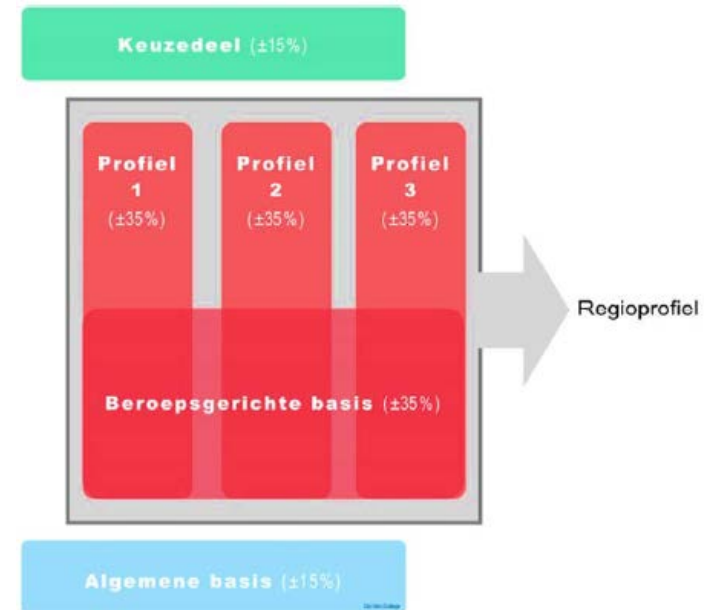 Keuzedeel (±15%)
Profiel
1
(±35%)
Profiel
2
(±35%)
Profiel
3
(±35%)
Regioprofiel
Beroepsgerichte basis (±35%)
Algemene basis (±15%)